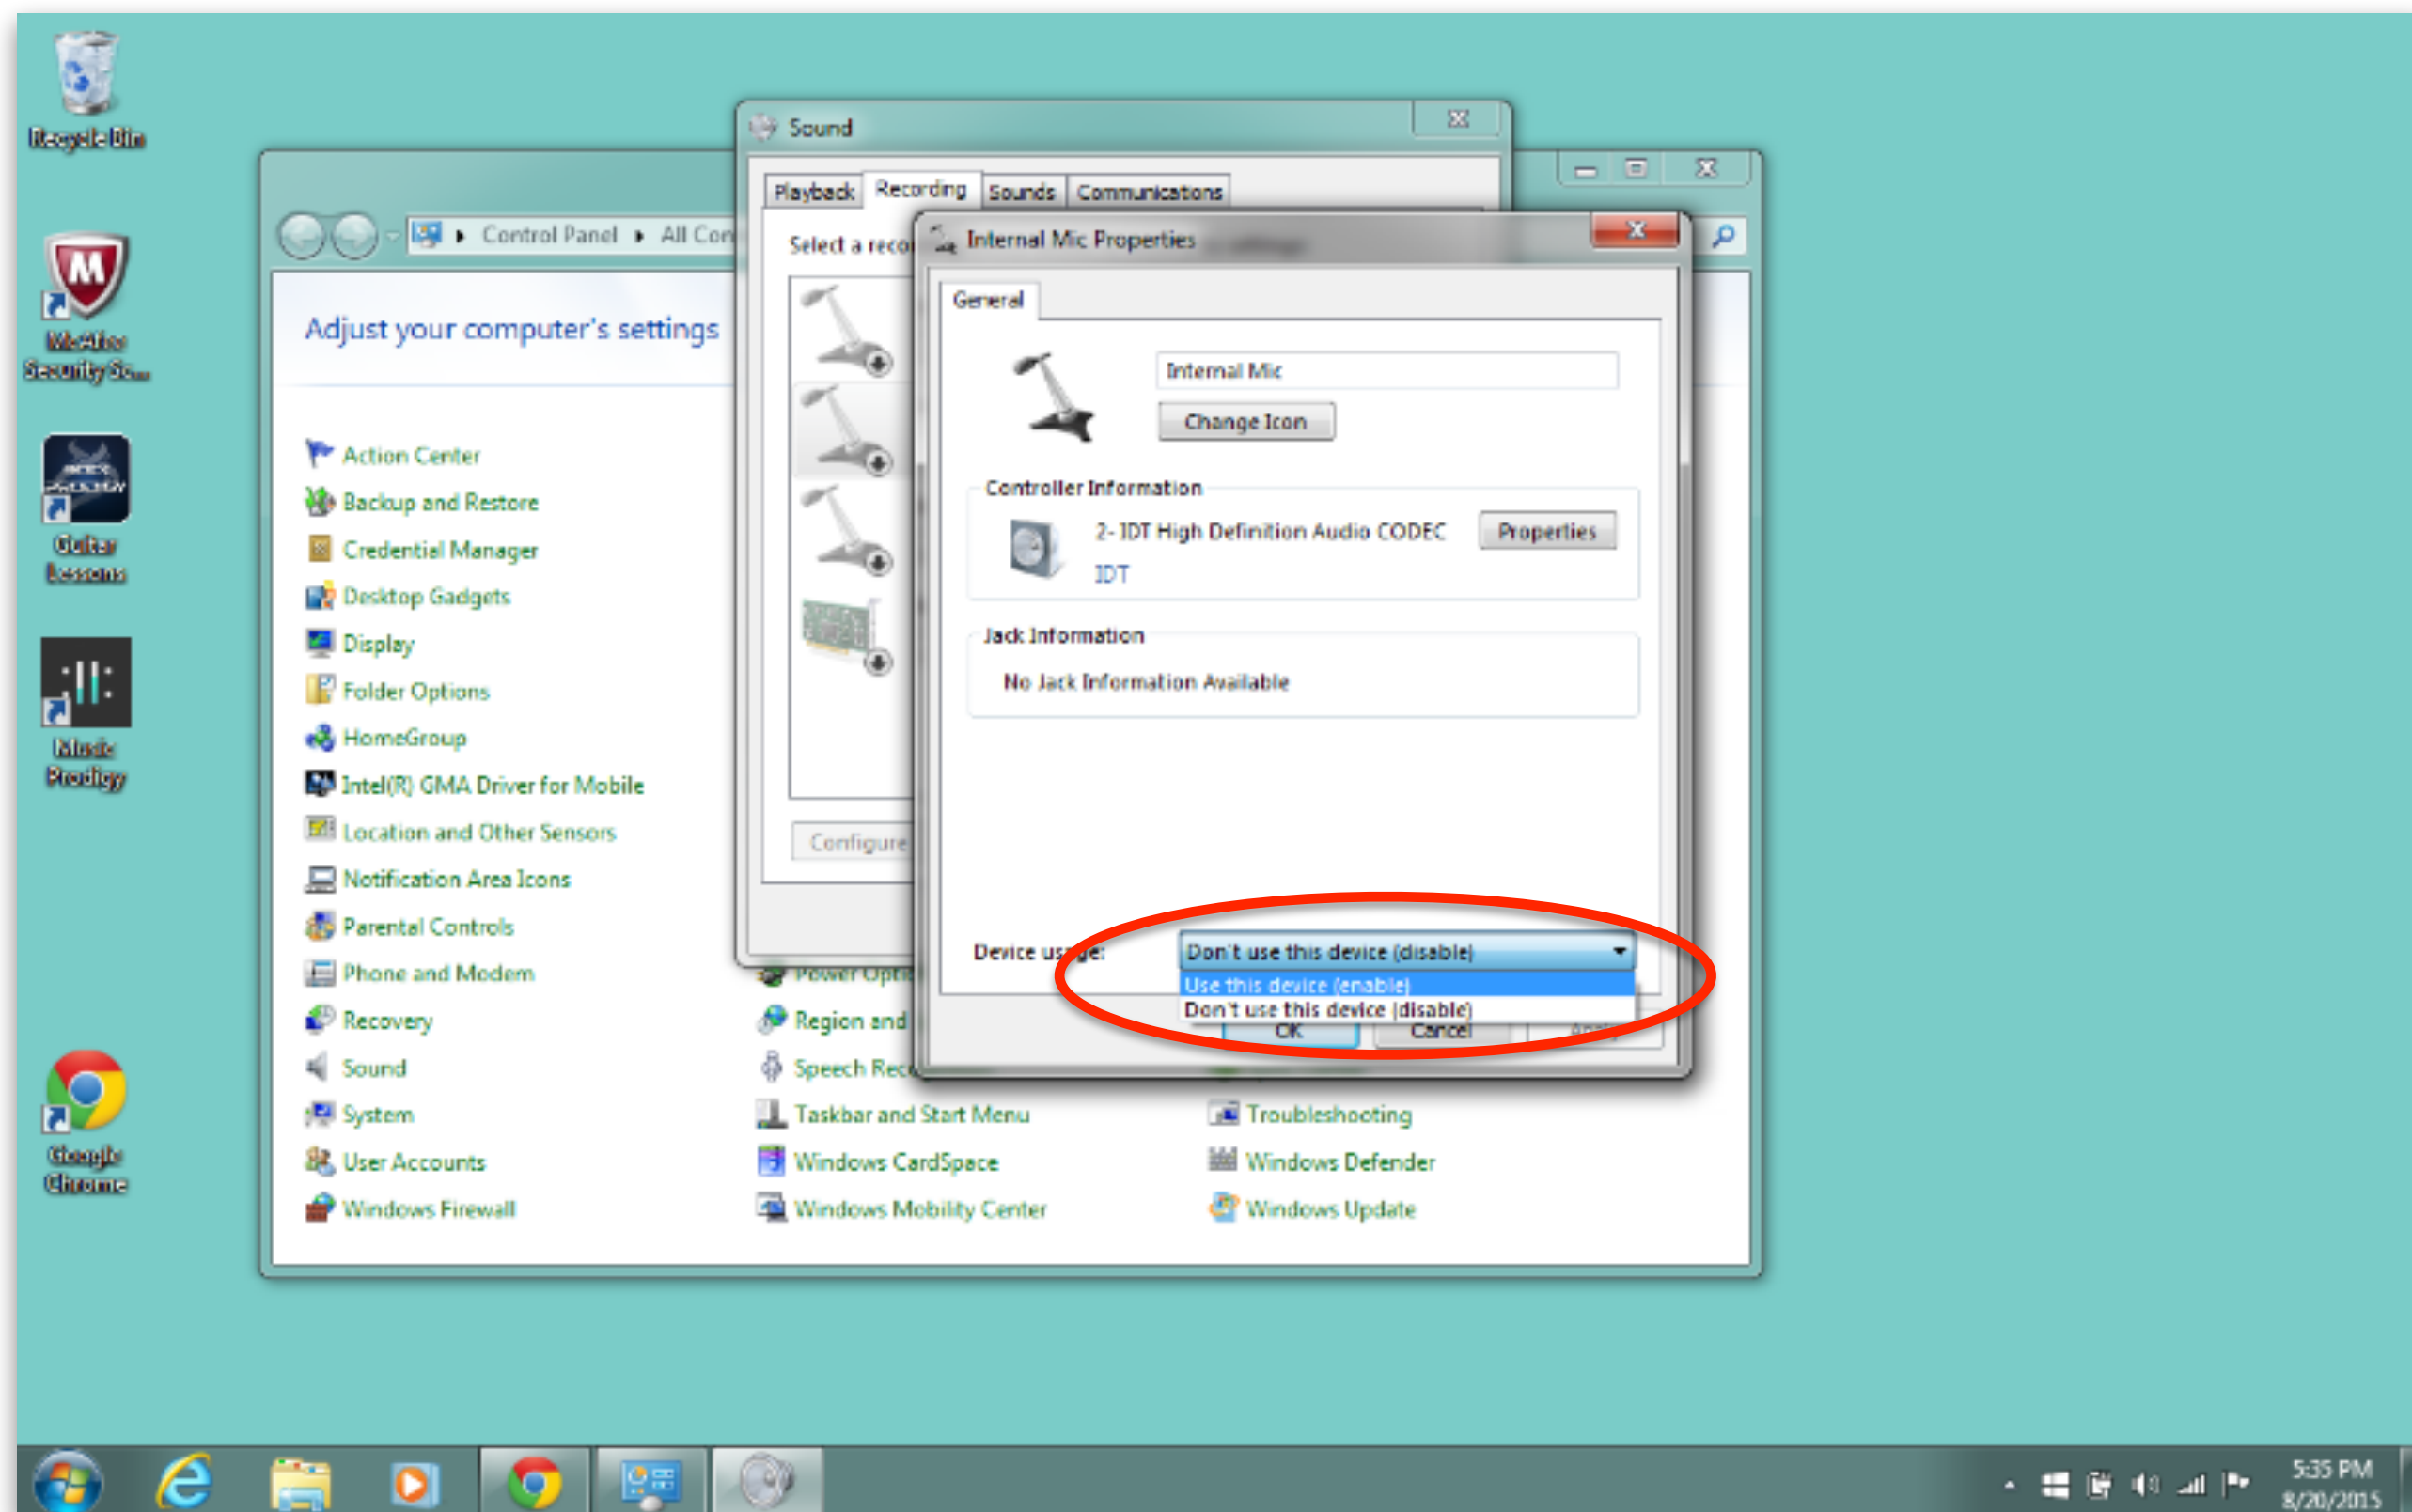 Recycle Bin
McAfee
Security Sc...
Guitar
Lessons
Music
Prodigy
Google
Chrome
Control Panel
All Con
Adjust your computer's settings
Action Center
Backup and Restore
Credential Manager
Desktop Gadgets
Display
Folder Options
HomeGroup
Intel(R) GMA Driver for Mobile
Location and Other Sensors
Notification Area Icons
Parental Controls
Phone and Modem
Recovery
Sound
System
User Accounts
Windows Firewall
Power Optio
Region and
Speech Rec
Taskbar and Start Menu
Windows CardSpace
Windows Mobility Center
Troubleshooting
Windows Defender
Windows Update
Sound
Playback Recording Sounds Communications
Select a reco
Configure
Internal Mic Properties
General
Internal Mic
Change Icon
Controller Information
2- IDT High Definition Audio CODEC
Properties
IDT
Jack Information
No Jack Information Available
Device usage:
Don't use this device (disable)
Use this device (enable)
Don't use this device (disable)
OK Cancel
5:35 PM
8/20/2015